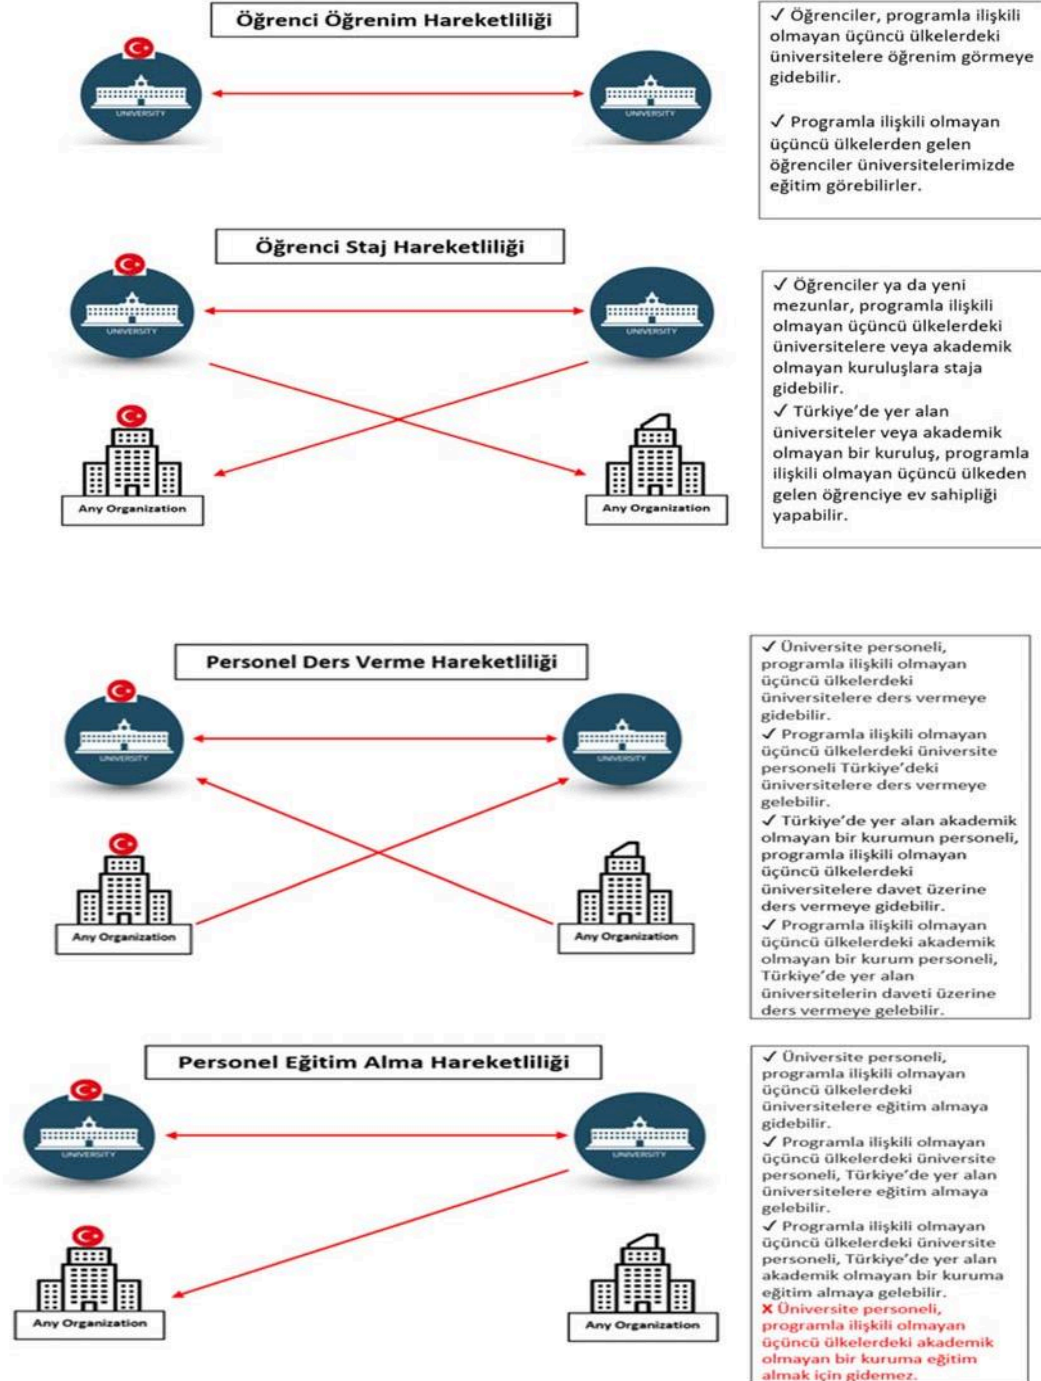 Öğrenci Öğrenim Hareketliliği
UNIVERSITY
UNIVERSITY
✓ Öğrenciler, programla ilişkili
olmayan üçüncü ülkelerdeki
üniversitelere öğrenim görmeye
gidebilir.
✓ Programla ilişkili olmayan
üçüncü ülkelerden gelen
öğrenciler üniversitelerimizde
eğitim görebilirler.
Öğrenci Staj Hareketliliği
UNIVERSITY
UNIVERSITY
Any Organization
Any Organization
✓ Öğrenciler ya da yeni
mezunlar, programla ilişkili
olmayan üçüncü ülkelerdeki
üniversitelere veya akademik
olmayan kuruluşlara staja
gidebilir.
✓ Türkiye’de yer alan
üniversiteler veya akademik
olmayan bir kuruluş, programla
ilişkili olmayan üçüncü ülkeden
gelen öğrenciye ev sahipliği
yapabilir.
Personel Ders Verme Hareketliliği
UNIVERSITY
UNIVERSITY
Any Organization
Any Organization
✓ Üniversite personeli,
programla ilişkili olmayan
üçüncü ülkelerdeki
üniversitelere ders vermeye
gidebilir.
✓ Programla ilişkili olmayan
üçüncü ülkelerdeki üniversite
personeli Türkiye’deki
üniversitelere ders vermeye
gelebilir.
✓ Türkiye’de yer alan akademik
olmayan bir kurumun personeli,
programla ilişkili olmayan
üçüncü ülkelerdeki
üniversitelere davet üzerine
ders vermeye gidebilir.
✓ Programla ilişkili olmayan
üçüncü ülkelerdeki akademik
olmayan bir kurum personeli,
Türkiye’de yer alan
üniversitelerin daveti üzerine
ders vermeye gelebilir.
Personel Eğitim Alma Hareketliliği
UNIVERSITY
UNIVERSITY
Any Organization
Any Organization
✓ Üniversite personeli,
programla ilişkili olmayan
üçüncü ülkelerdeki
üniversitelere eğitim almaya
gidebilir.
✓ Programla ilişkili olmayan
üçüncü ülkelerdeki üniversite
personeli, Türkiye’de yer alan
üniversitelere eğitim almaya
gelebilir.
✓ Programla ilişkili olmayan
üçüncü ülkelerdeki üniversite
personeli, Türkiye’de yer alan
akademik olmayan bir kuruma
eğitim almaya gelebilir.
X Üniversite personeli,
programla ilişkili olmayan
üçüncü ülkelerdeki akademik
olmayan bir kuruma eğitim
almak için gidemez.